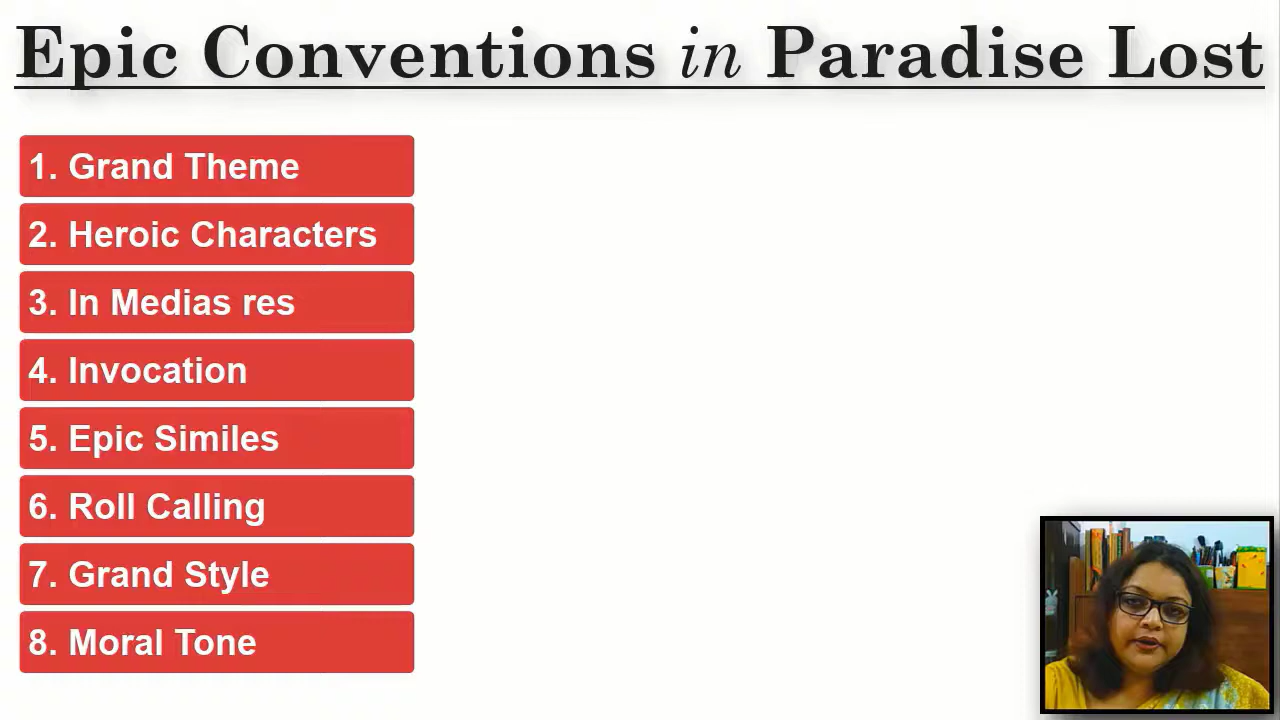 Epic Conventions in Paradise Lost
1. Grand Theme
2. Heroic Characters
3. In Medias res
4. Invocation
5. Epic Similes
6. Roll Calling
7. Grand Style
8. Moral Tone